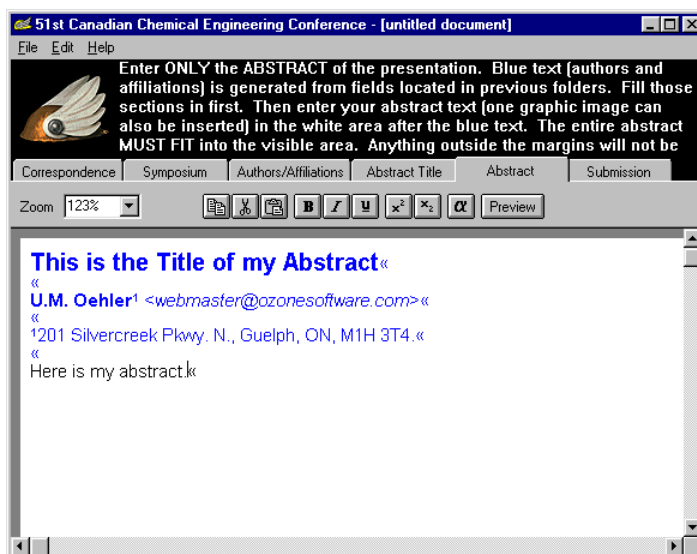 51st Canadian Chemical Engineering Conference - [untitled document]
File Edit Help
Enter ONLY the ABSTRACT of the presentation. Blue text (authors and
affiliations) is generated from fields located in previous folders. Fill those
sections in first. Then enter your abstract text (one graphic image can
also be inserted) in the white area after the blue text. The entire abstract
MUST FIT into the visible area. Anything outside the margins will not be
Correspondence Symposium Authors/Affiliations Abstract Title Abstract Submission
Zoom 123% B I U x² x₂ α Preview
This is the Title of my Abstract«
«
U.M. Oehler¹ <webmaster@ozonesoftware.com>«
«
¹201 Silvercreek Pkwy. N., Guelph, ON, M1H 3T4.«
«
Here is my abstract.«